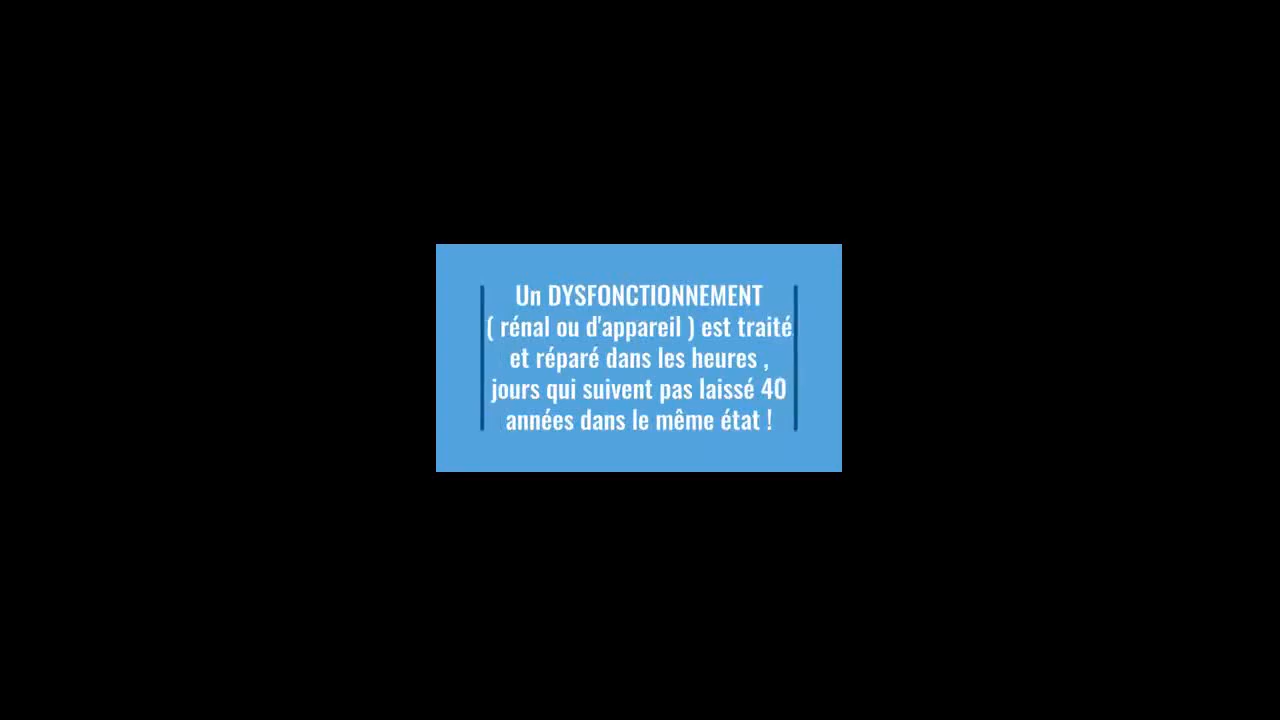 Un DYSFONCTIONNEMENT
( rénal ou d'appareil ) est traité
et réparé dans les heures ,
jours qui suivent pas laissé 40
années dans le même état !